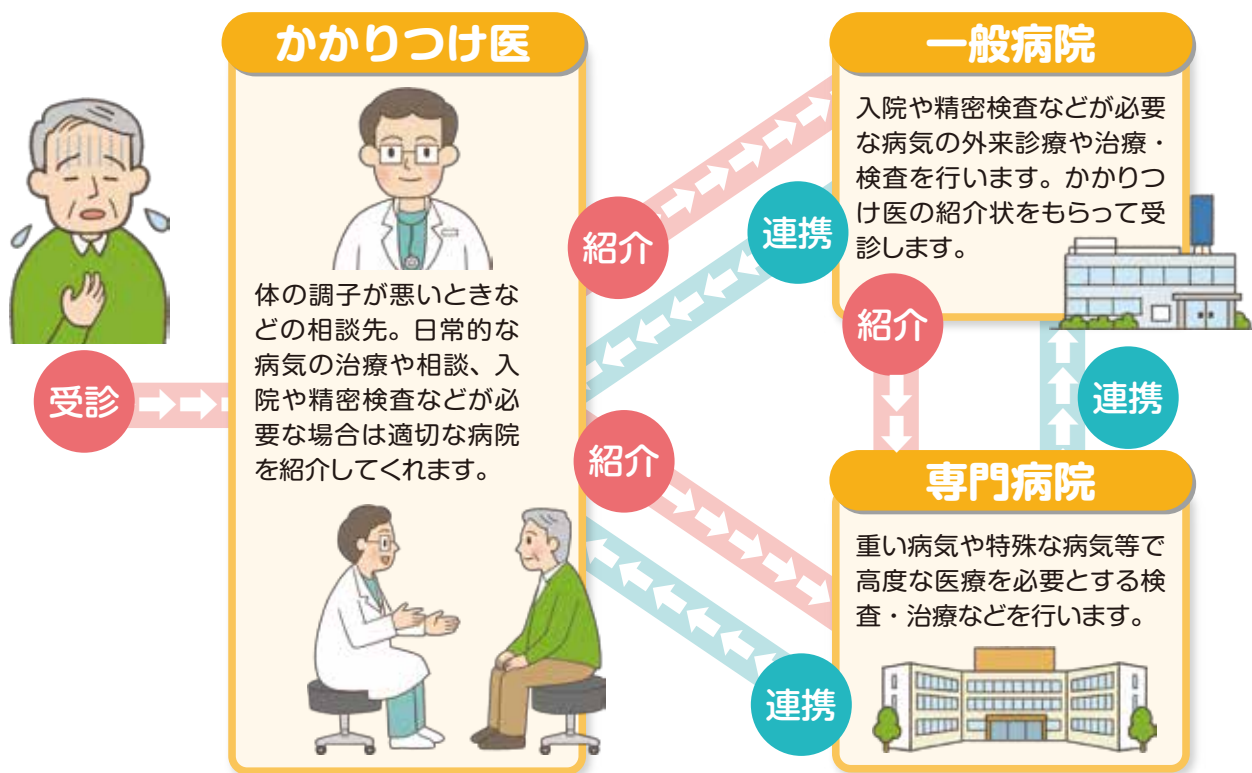 かかりつけ医
体の調子が悪いときな
どの相談先。日常的な
病気の治療や相談、入
院や精密検査などが必
要な場合は適切な病院
を紹介してくれます。
受診
紹介
連携
紹介
連携
一般病院
入院や精密検査などが必要
な病気の外来診療や治療・
検査を行います。かかりつ
け医の紹介状をもらって受
診します。
紹介
連携
専門病院
重い病気や特殊な病気等で
高度な医療を必要とする検
査・治療などを行います。